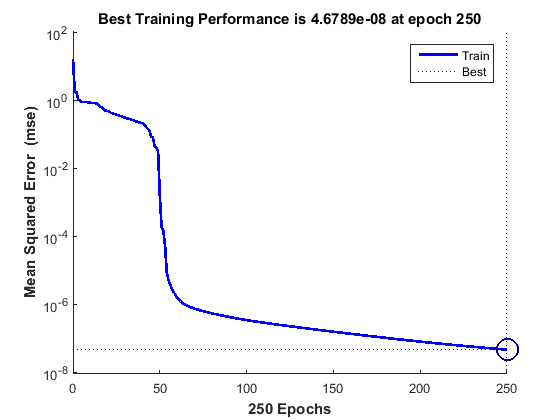 Best Training Performance is 4.6789e-08 at epoch 250
10^2
Train
Best
10^0
10^-2
10^-4
10^-6
10^-8
Mean Squared Error (mse)
0 50 100 150 200 250
250 Epochs